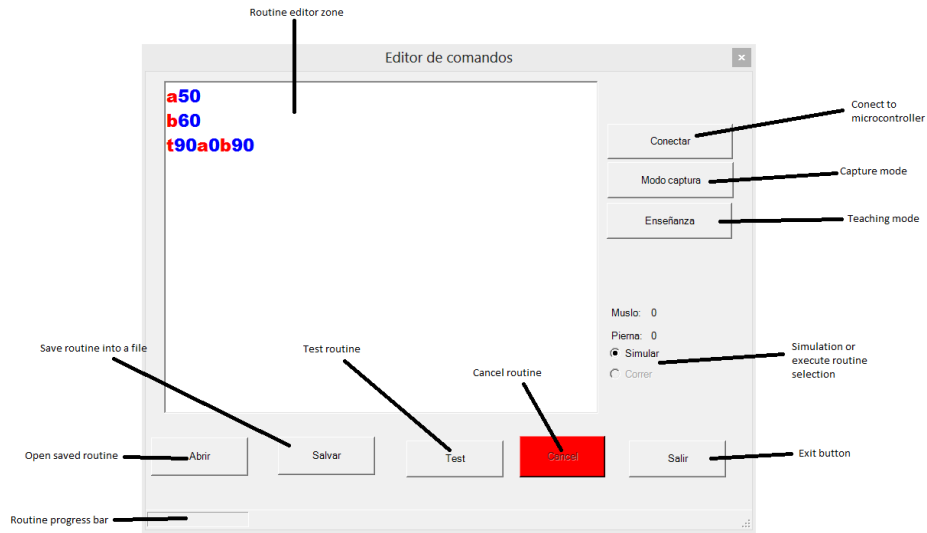 Routine editor zone
Editor de comandos
a50
b60
t90a0b90
Conectar
Conect to
microcontroller
Modo captura
Capture mode
Enseñanza
Teaching mode
Muslo: 0
Pierna: 0
Simular
Correr
Simulation or
execute routine
selection
Save routine into a file
Test routine
Cancel routine
Open saved routine
Abrir
Salvar
Test
Cancel
Salir
Exit button
Routine progress bar